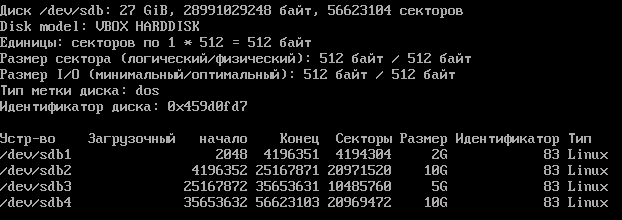 Диск /dev/sdb: 27 GiB, 28991029248 байт, 56623104 секторов
Disk model: VBOX HARDDISK
Единицы: секторов по 1 * 512 = 512 байт
Размер сектора (логический/физический): 512 байт / 512 байт
Размер I/O (минимальный/оптимальный): 512 байт / 512 байт
Тип метки диска: dos
Идентификатор диска: 0x459d0fd7
Устр-во Загрузочный начало Конец Секторы Размер Идентификатор Тип
/dev/sdb1 2048 4196351 4194304 2G 83 Linux
/dev/sdb2 4196352 25167871 20971520 10G 83 Linux
/dev/sdb3 25167872 35653631 10485760 5G 83 Linux
/dev/sdb4 35653632 56623103 20969472 10G 83 Linux